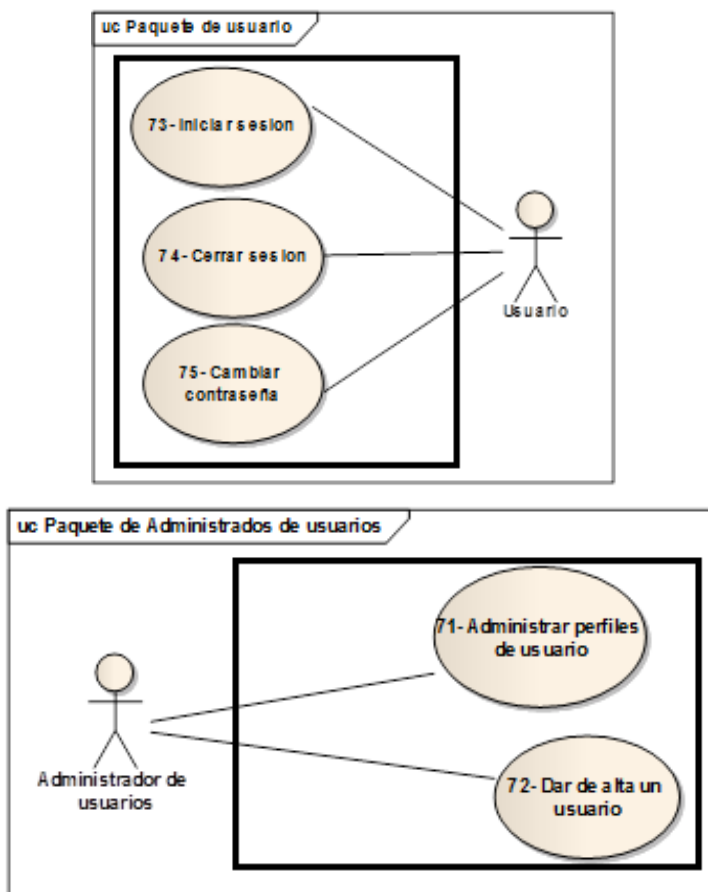 uc Paquete de usuario
73- Iniciar sesion
74- Cerrar sesion
Usuario
75- Cambiar
contraseña
uc Paquete de Administrados de usuarios
71- Administrar perfiles
de usuario
Administrador de
usuarios
72- Dar de alta un
usuario